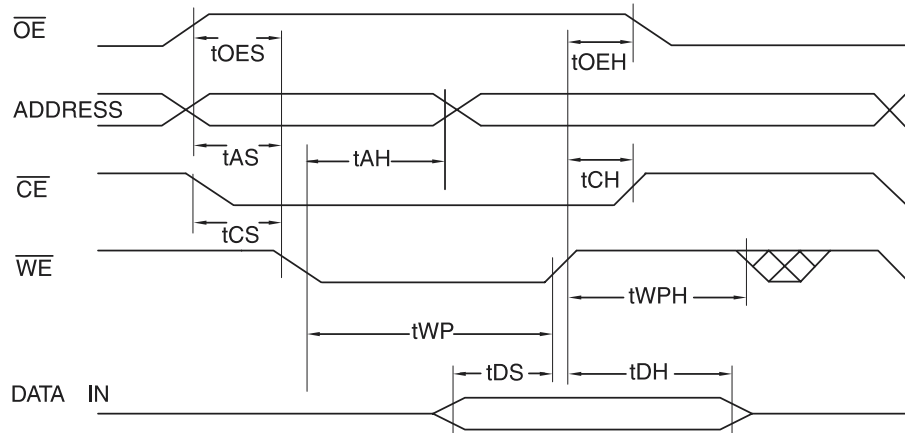 OE
tOES
tOEH
ADDRESS
tAS
tAH
CE
tCH
tCS
WE
tWPH
tWP
tDS
tDH
DATA IN